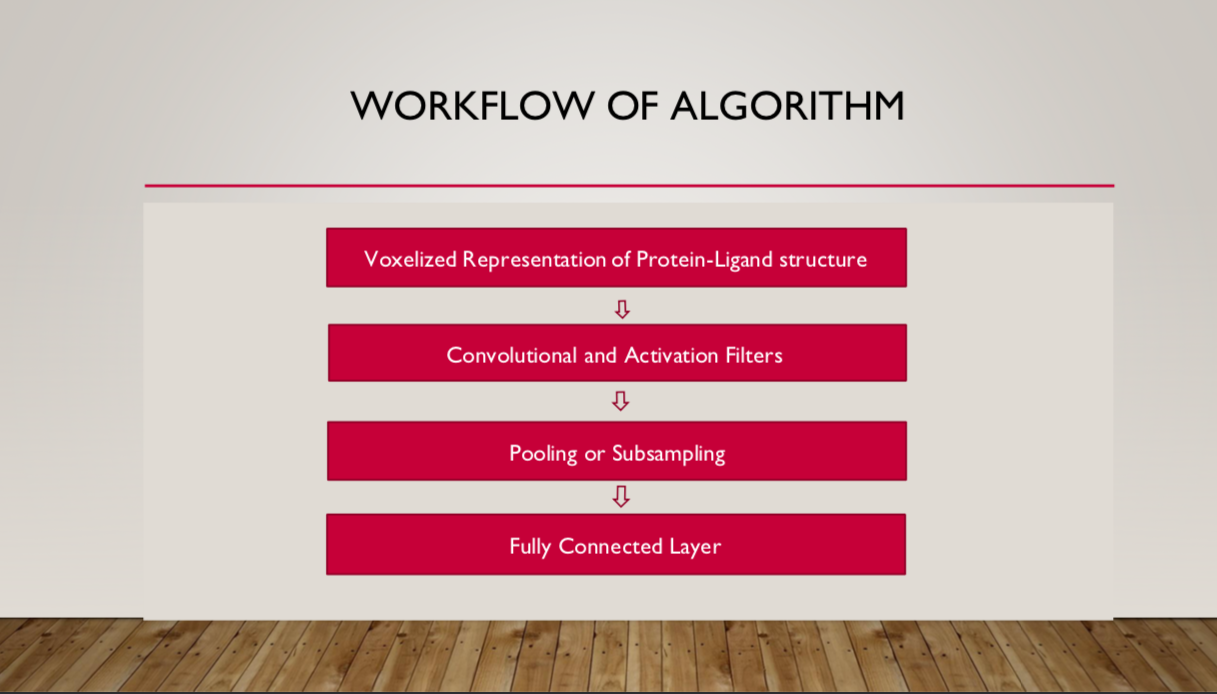 WORKFLOW OF ALGORITHM
Voxelized Representation of Protein-Ligand structure
Convolutional and Activation Filters
Pooling or Subsampling
Fully Connected Layer